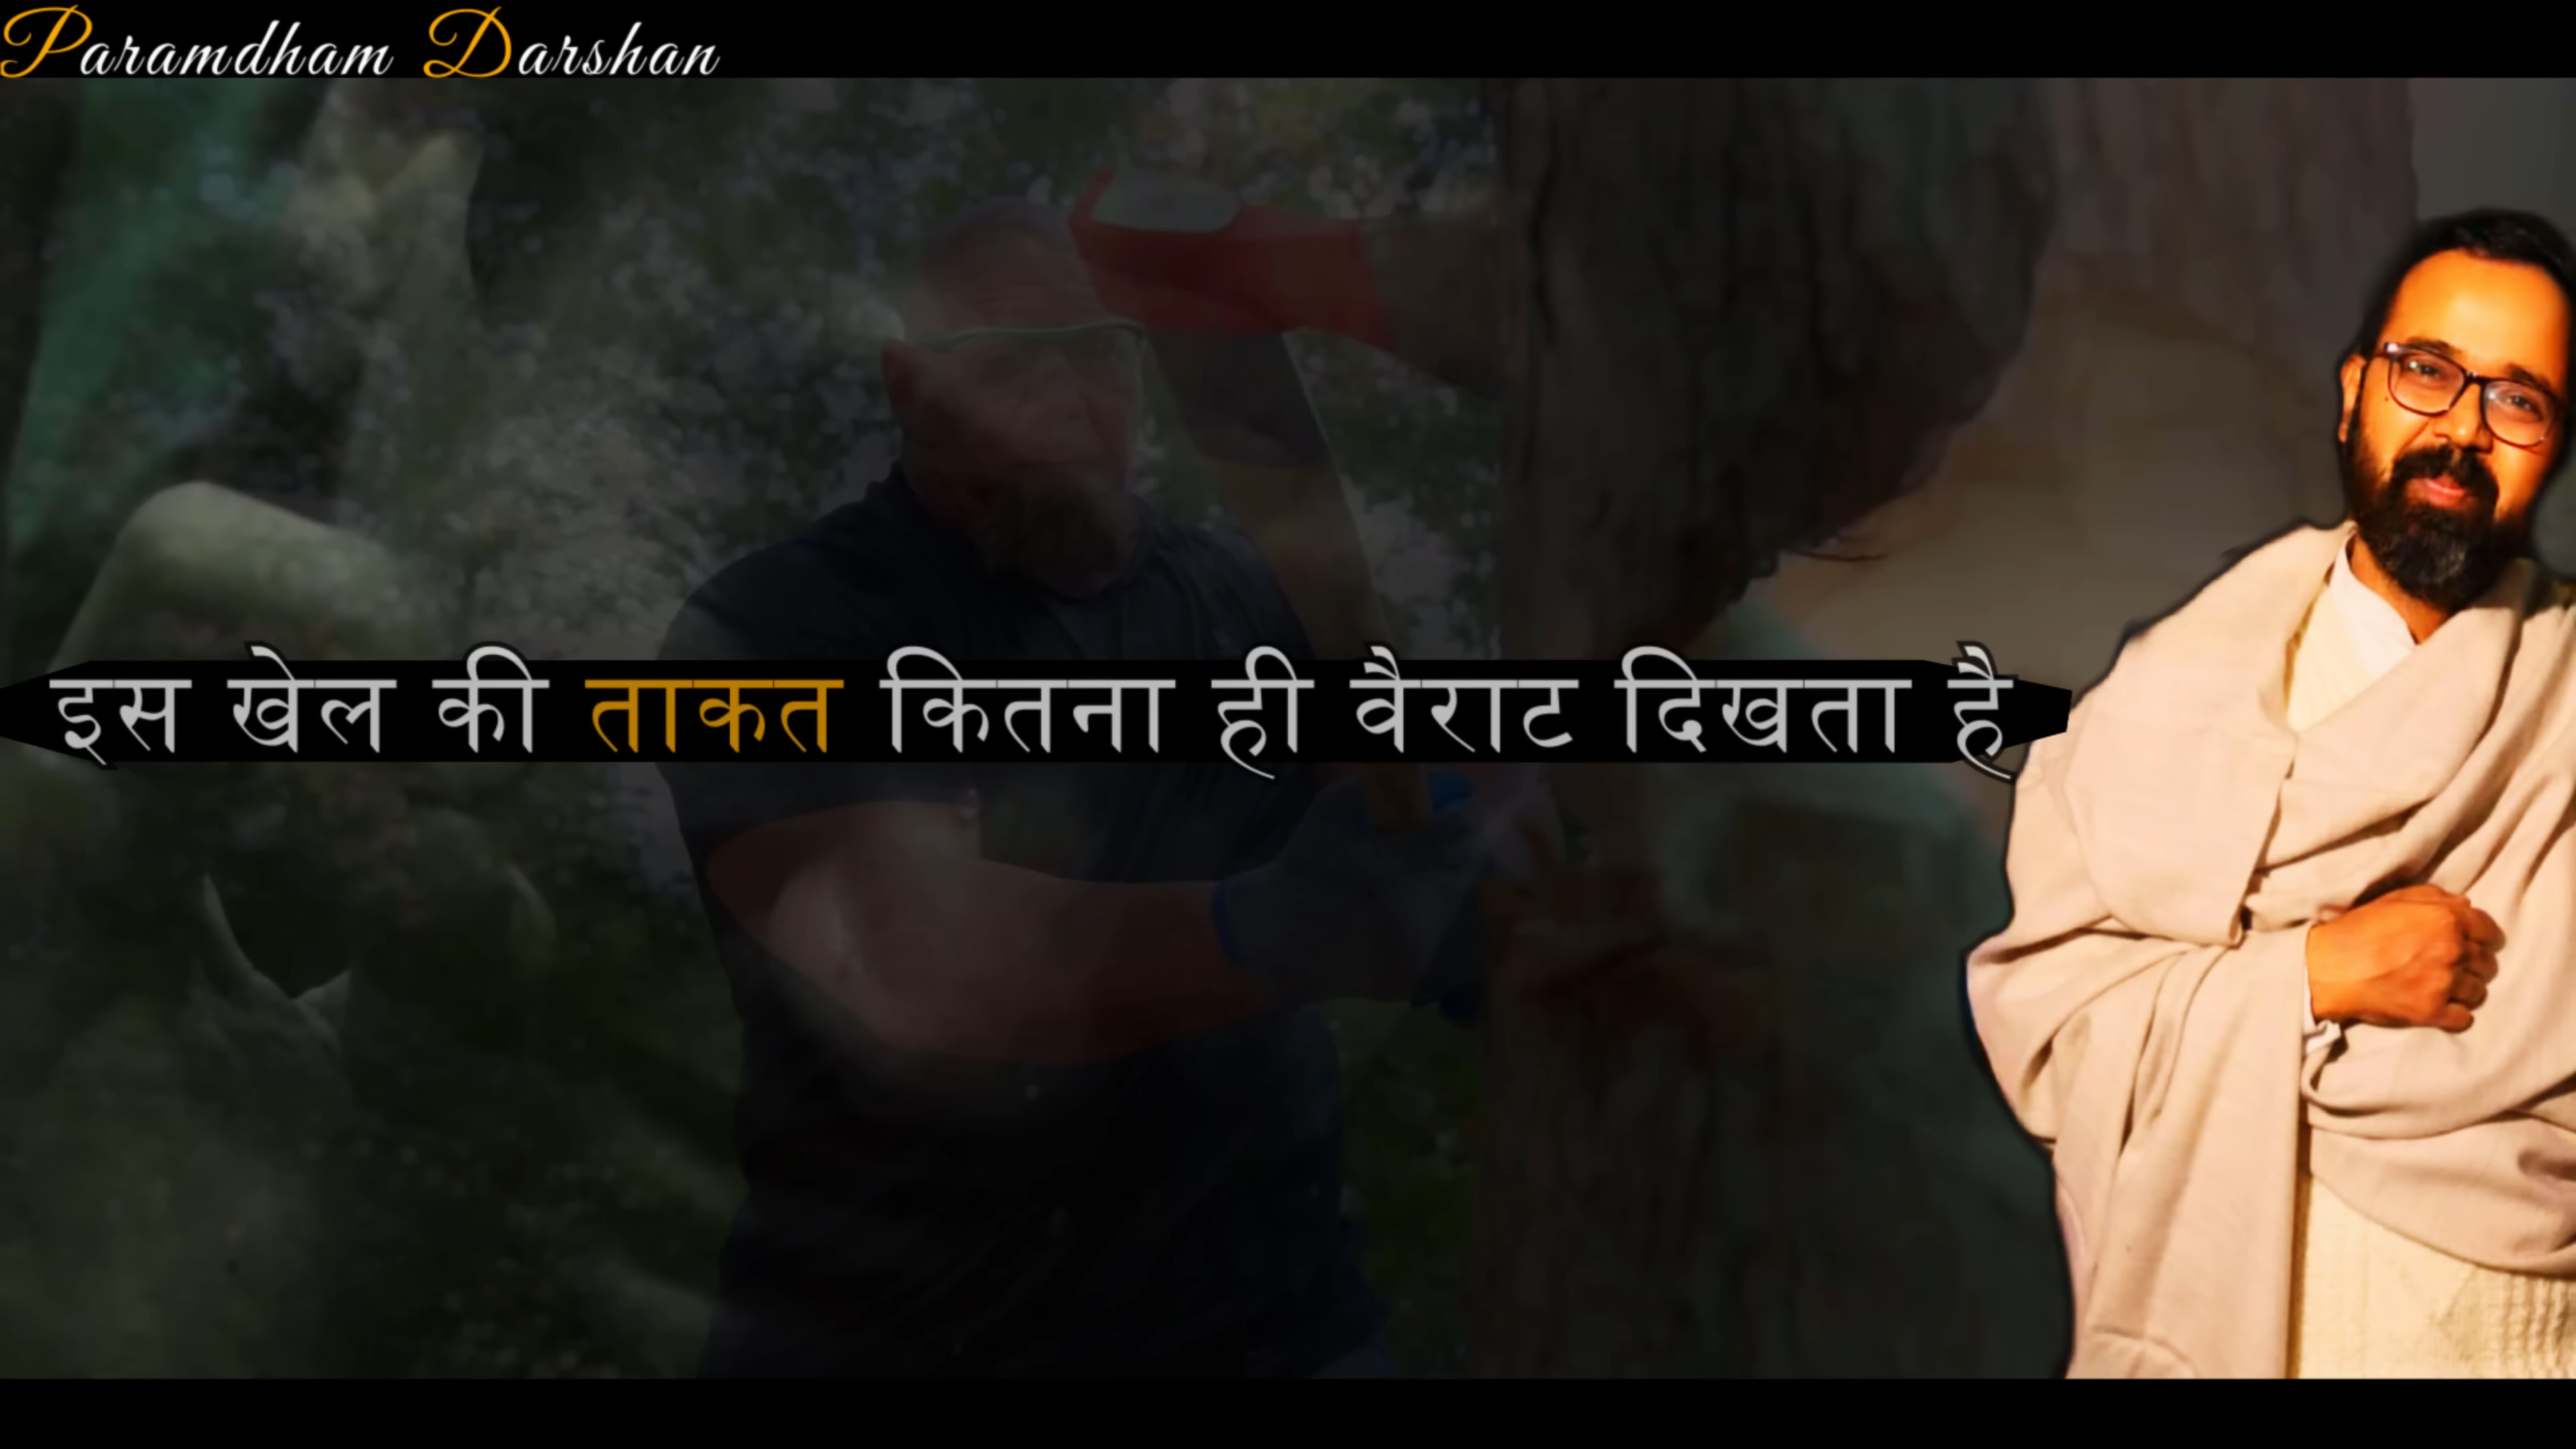 Paramdham Darshan
इस खेल की ताकत कितना ही वैराट दिखता है